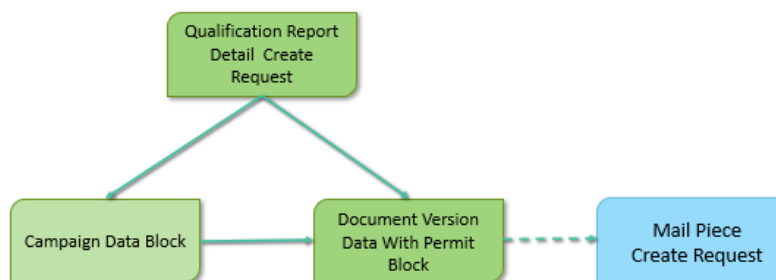 Qualification Report
Detail Create
Request
Campaign Data Block
Document Version
Data With Permit
Block
Mail Piece
Create Request